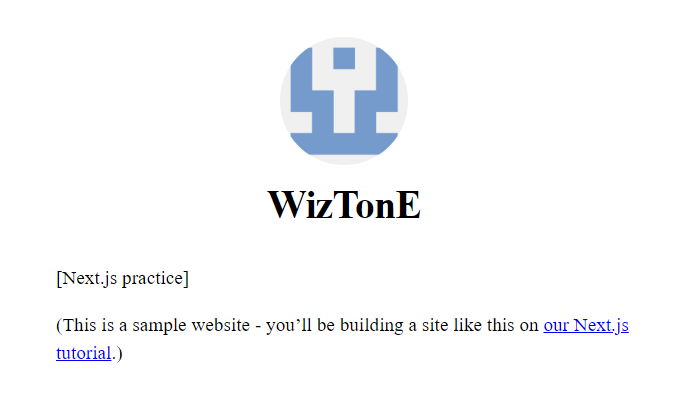 WizTonE
[Next.js practice]
(This is a sample website - you’ll be building a site like this on our Next.js
tutorial.)